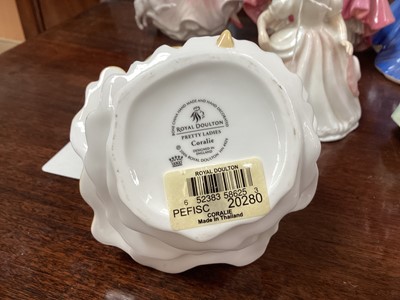 ROYAL DOULTON
PRETTY LADIES
Coralie
ROYAL DOULTON
6 52383 58625 3
PEFISC 20280
CORALIE
Made in Thailand